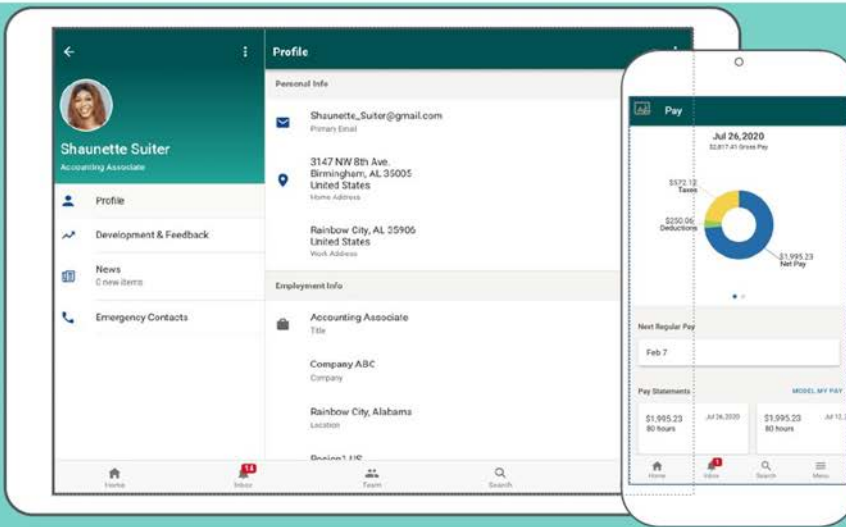 Profile
Shaunette Suiter
Accounting Associate
Profile
Development & Feedback
News
0 new items
Emergency Contacts
Personal Info
Shaunette_Suiter@gmail.com
Primary Email
3147 NW 8th Ave.
Birmingham, AL 35005
United States
Home Address
Rainbow City, AL 35906
United States
Work Address
Employment Info
Accounting Associate
Title
Company ABC
Company
Rainbow City, Alabama
Location
Region1 US
Home
14
Inbox
Team
Search
Pay
Jul 26,2020
$2,817.41 Gross Pay
$572.12
Taxes
$250.06
Deductions
$1,995.23
Net Pay
Next Regular Pay
Feb 7
Pay Statements
MODEL MY PAY
$1,995.23
Jul 26,2020
80 hours
$1,995.23
Jul 12,
80 hours
Home
1
Inbox
Search
Menu